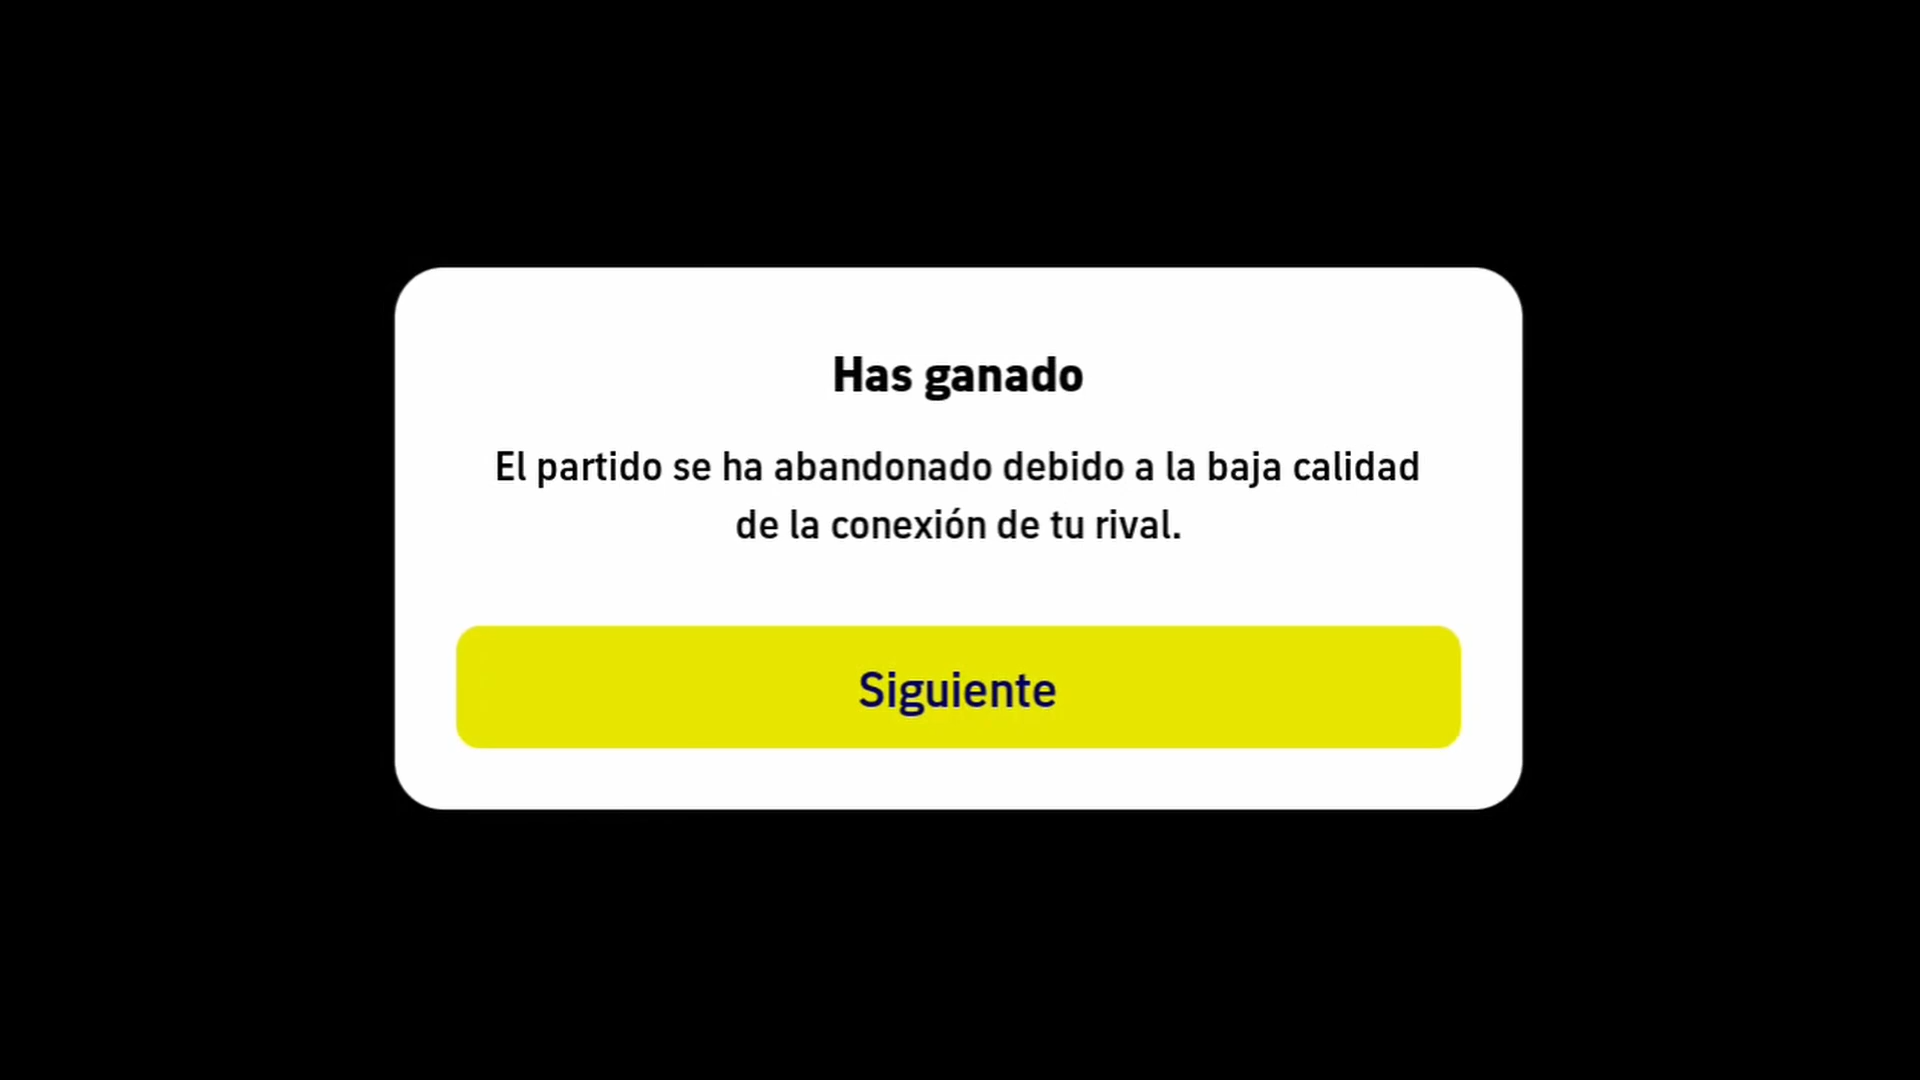 Has ganado
El partido se ha abandonado debido a la baja calidad
de la conexión de tu rival.
Siguiente